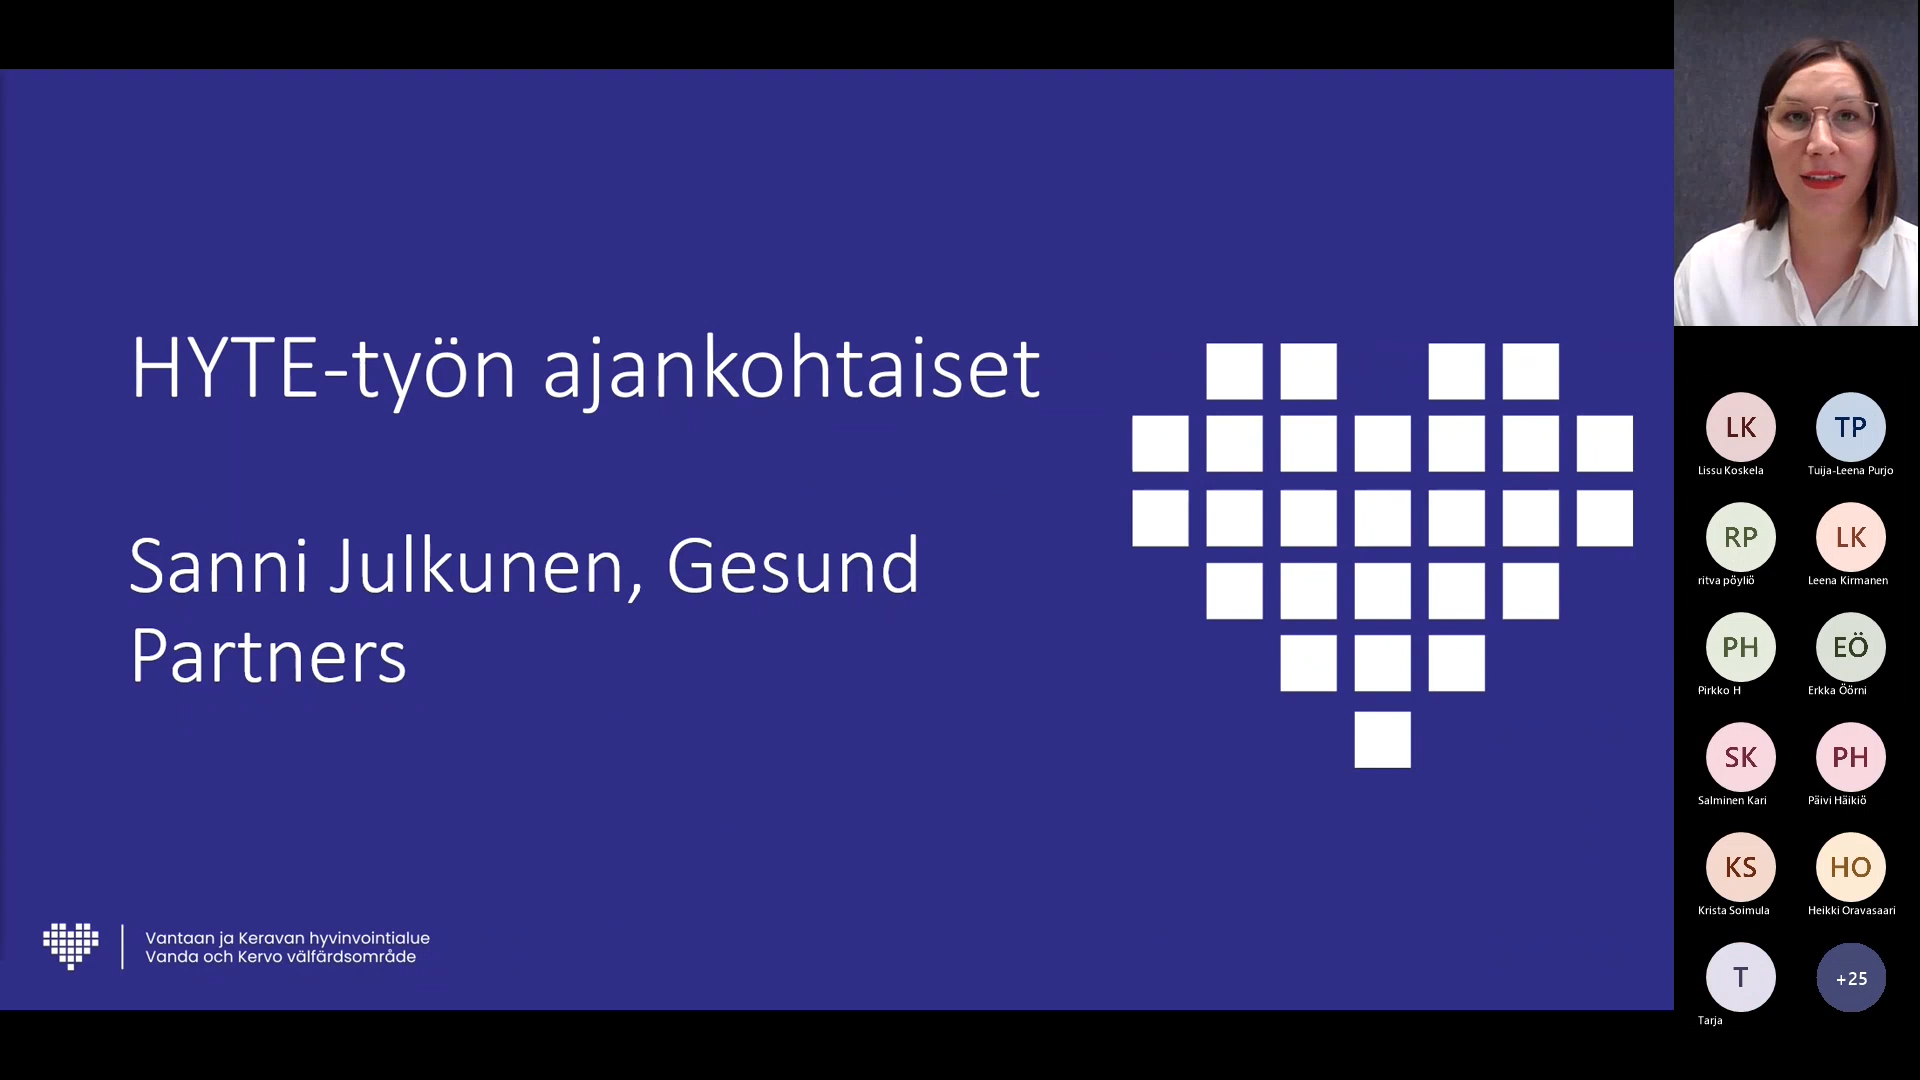 HYTE-työn ajankohtaiset
Sanni Julkunen, Gesund
Partners
Vantaan ja Keravan hyvinvointialue
Vanda och Kervo välfärdsområde
LK
Lissu Koskela
TP
Tuija-Leena Purjo
RP
ritva pöyliö
LK
Leena Kirmanen
PH
Pirkko H
EÖ
Erkka Öörni
SK
Salminen Kari
PH
Päivi Häikiö
KS
Krista Soimula
HO
Heikki Oravasaari
T
Tarja
+25